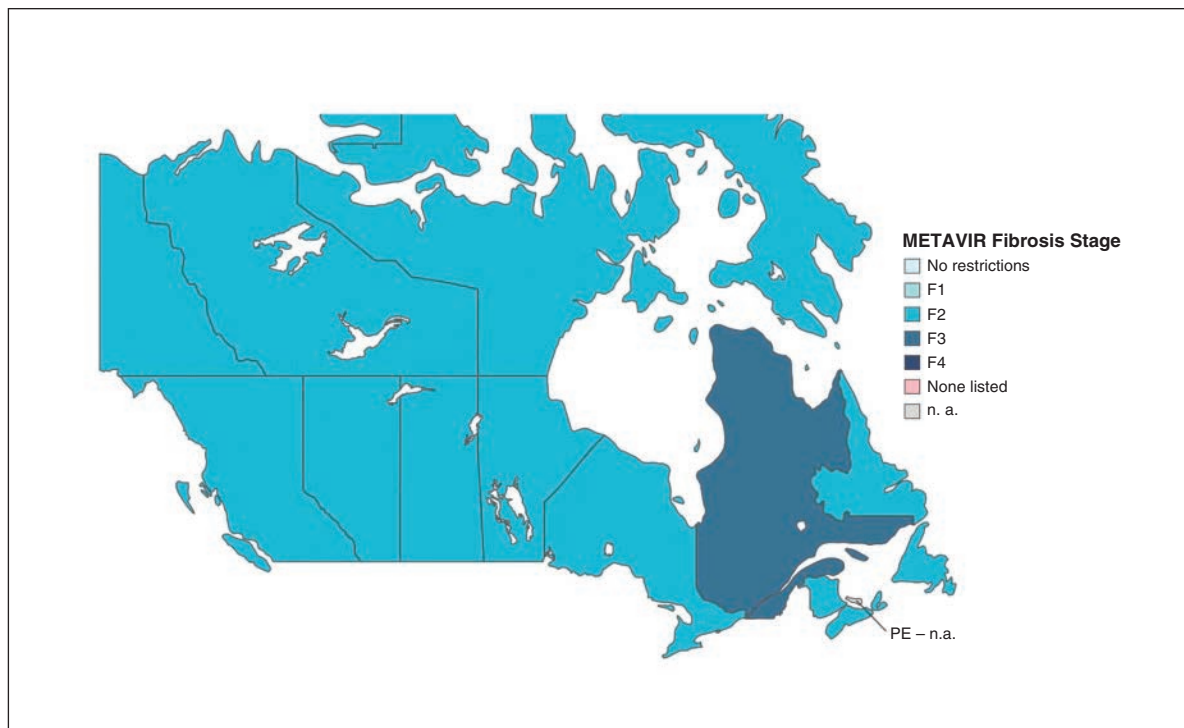 METAVIR Fibrosis Stage
No restrictions
F1
F2
F3
F4
None listed
n. a.
PE – n.a.